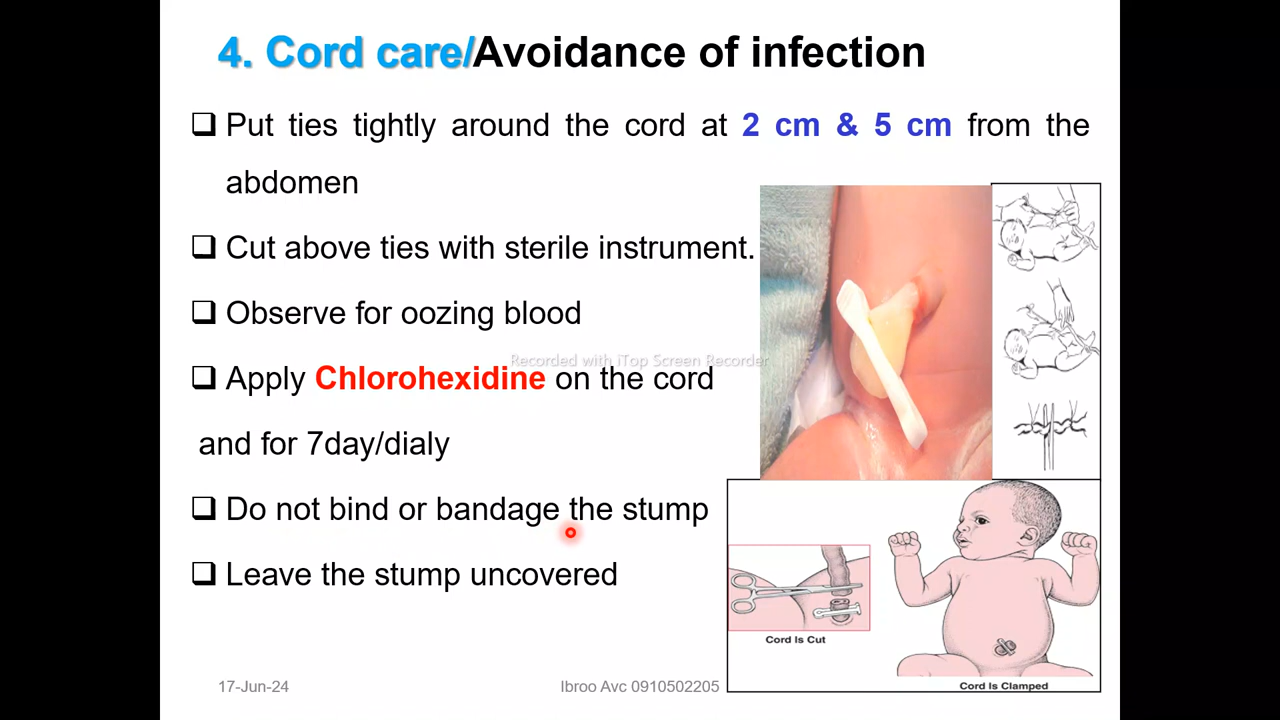 4. Cord care/Avoidance of infection
❑ Put ties tightly around the cord at 2 cm & 5 cm from the
abdomen
❑ Cut above ties with sterile instrument.
❑ Observe for oozing blood
Recorded with iTop Screen Recorder
❑ Apply Chlorohexidine on the cord
and for 7day/dialy
❑ Do not bind or bandage the stump
❑ Leave the stump uncovered
Cord Is Cut
Cord Is Clamped
17-Jun-24
Ibroo Avc 0910502205